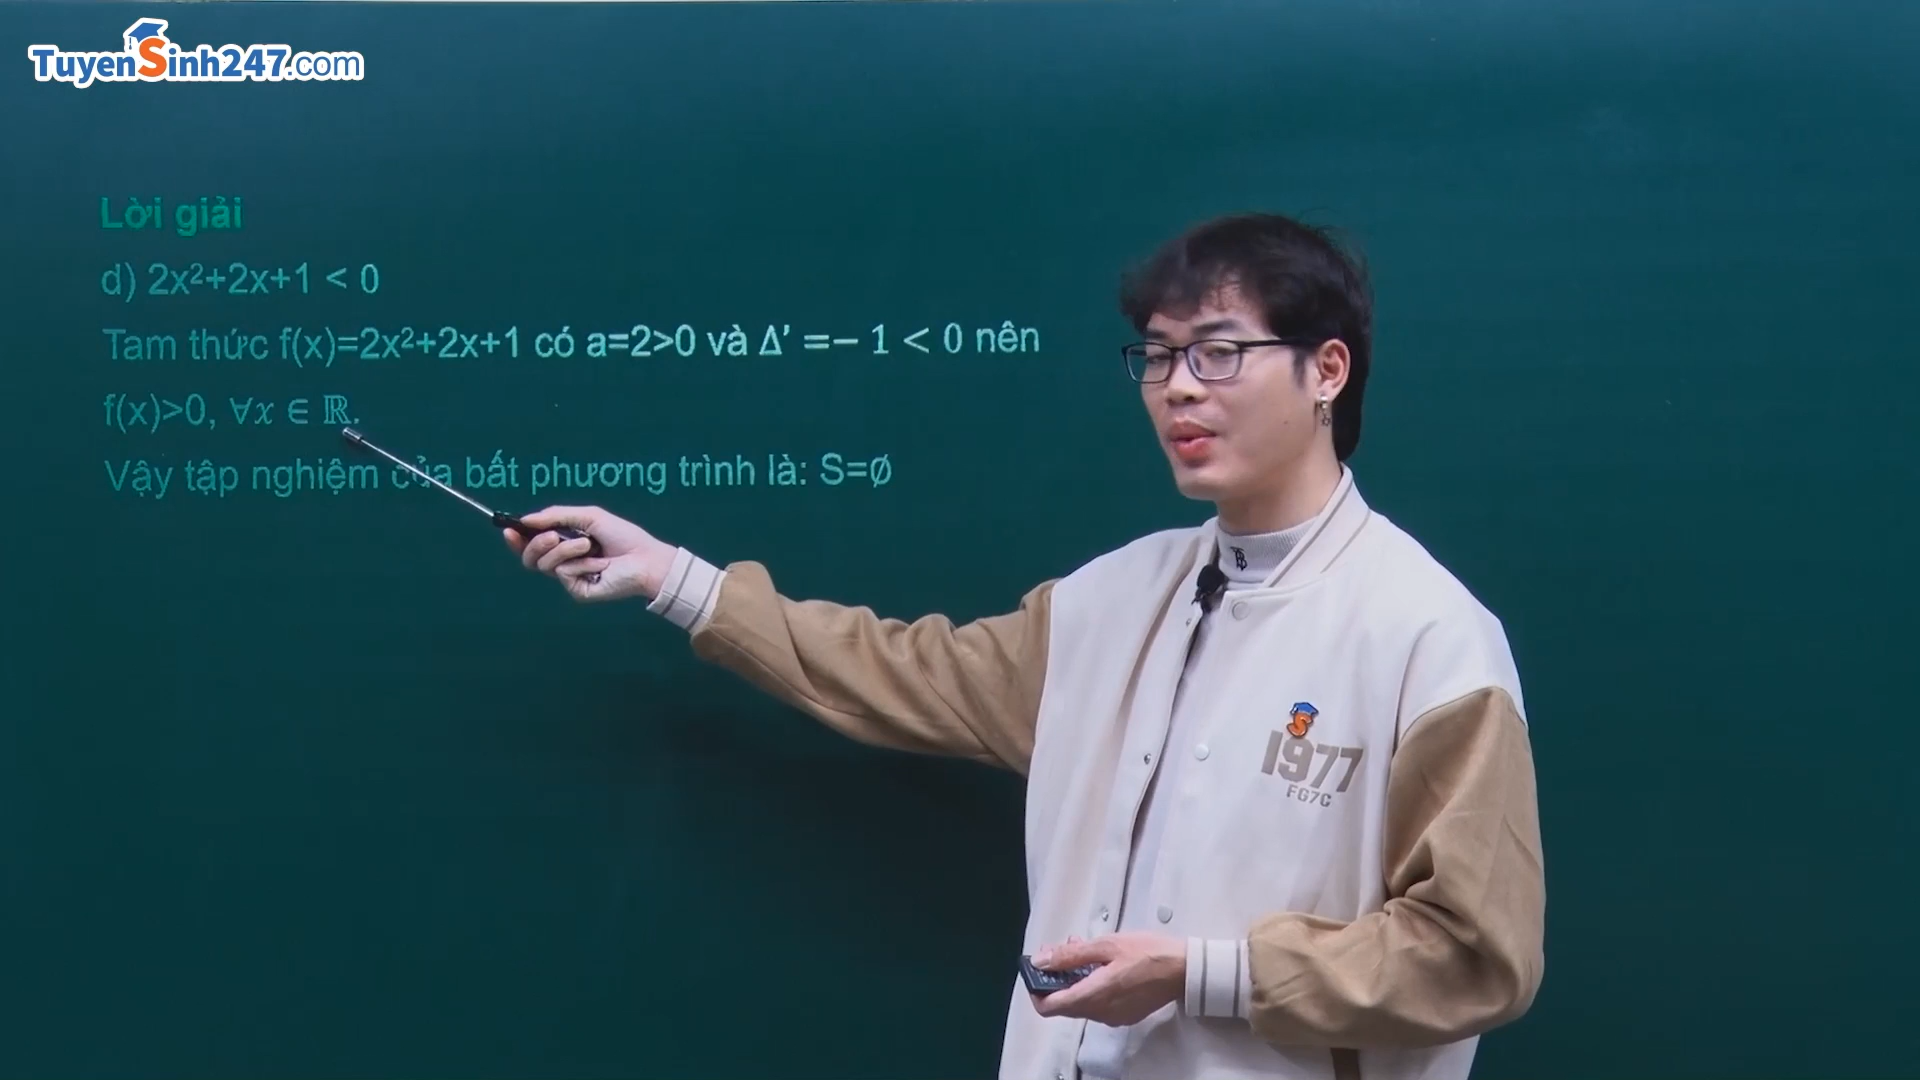 TuyenSinh247.com
Lời giải
d) 2x²+2x+1 < 0
Tam thức f(x)=2x²+2x+1 có a=2>0 và Δ' =− 1 < 0 nên
f(x)>0, ∀x ∈ ℝ.
Vậy tập nghiệm của bất phương trình là: S=∅
1977
FG7C